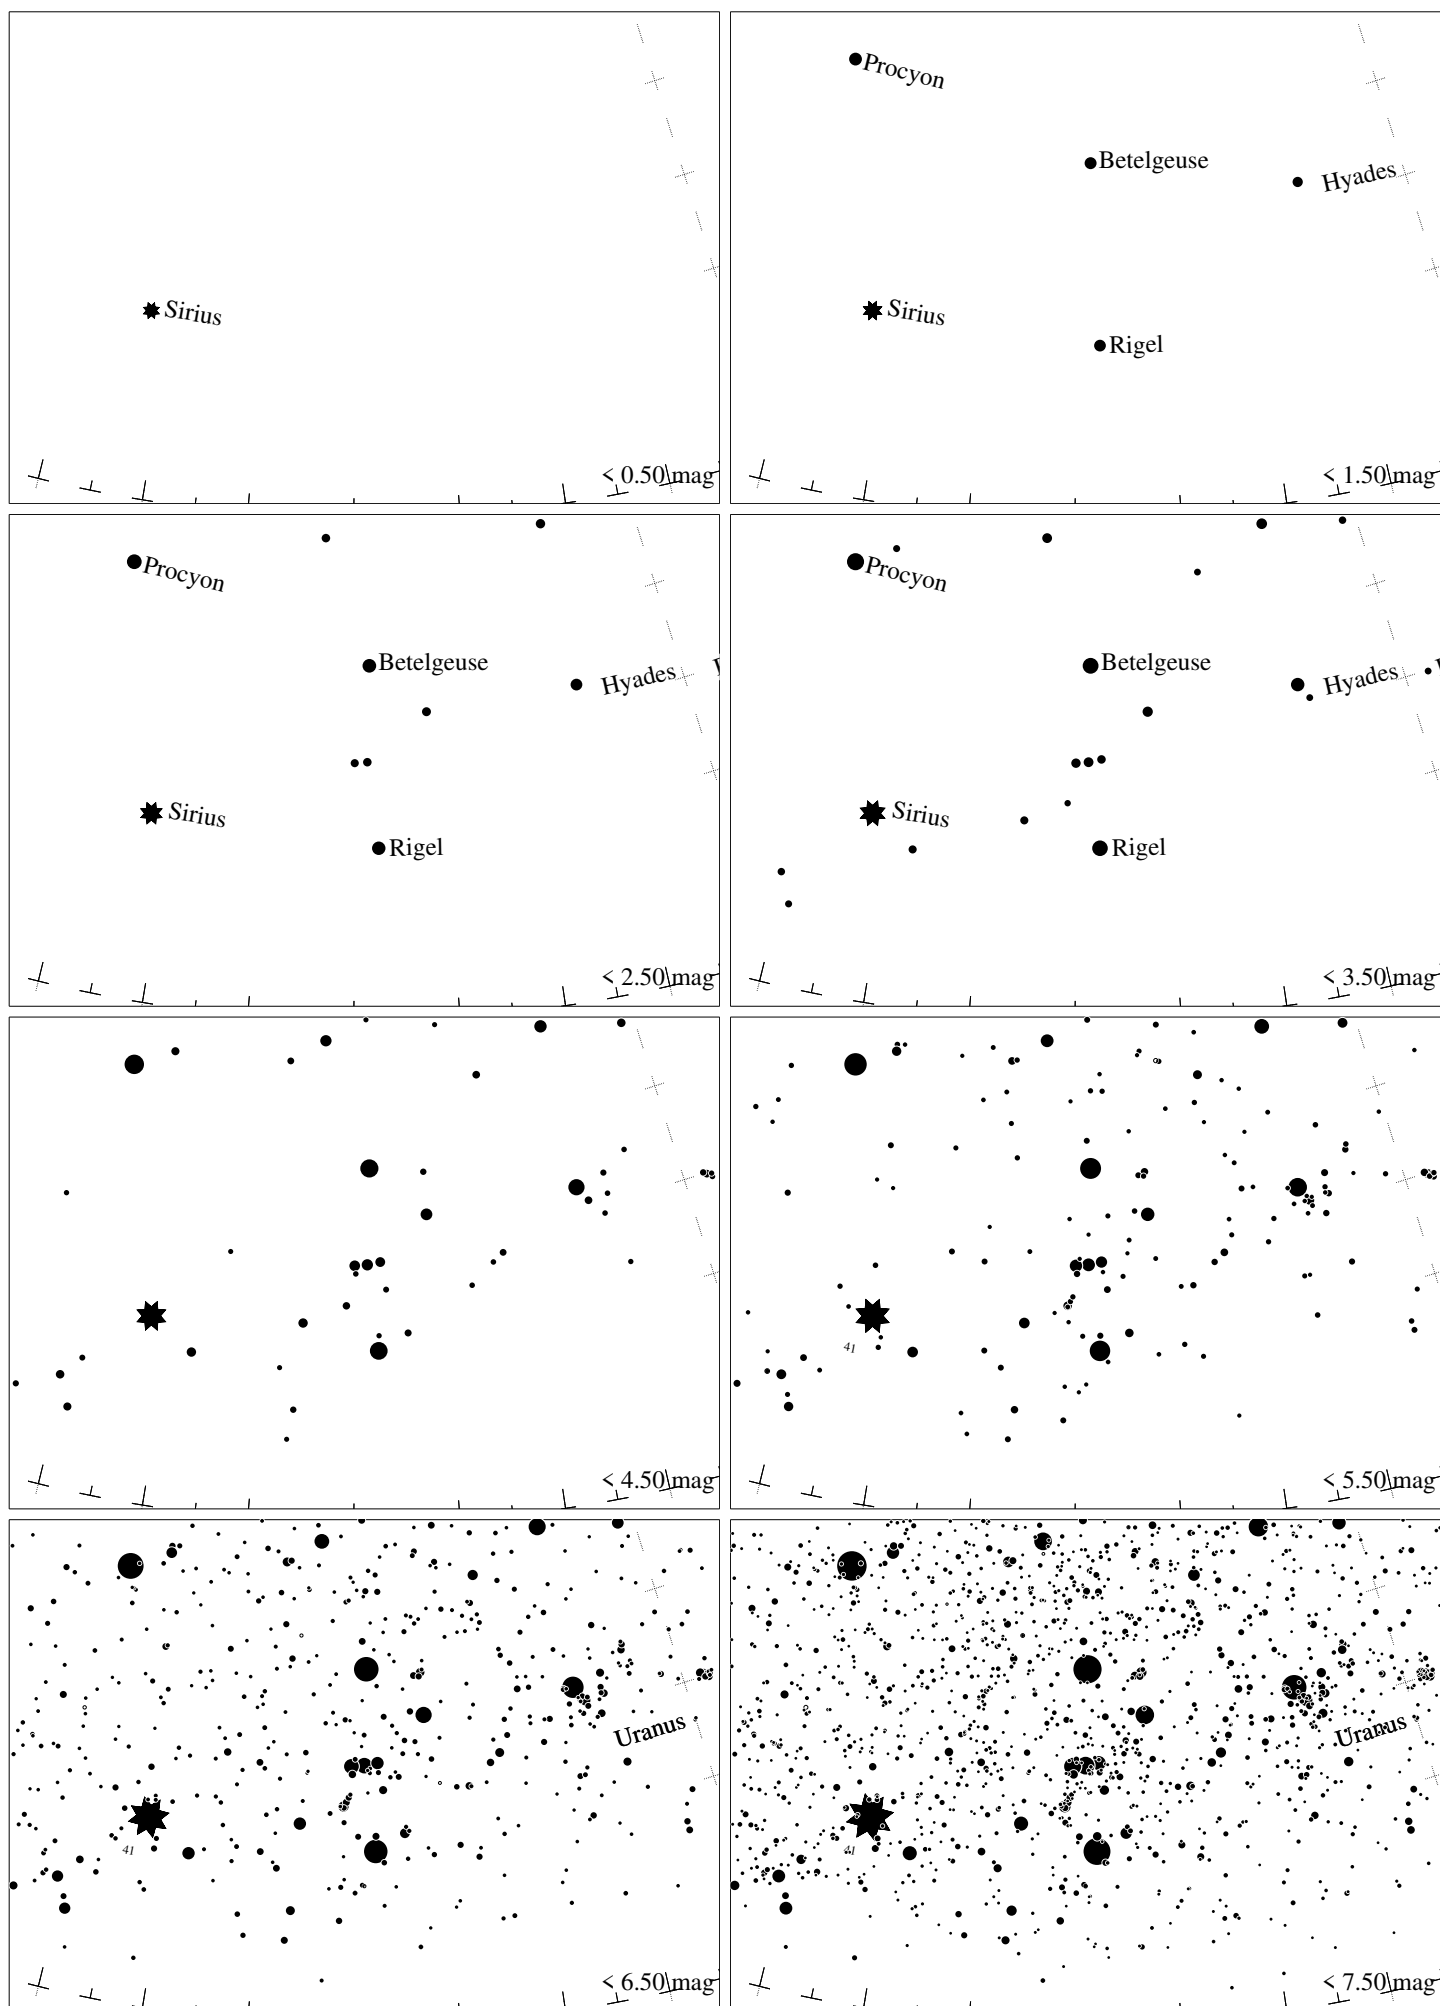 Sirius
< 0.50 mag
Procyon
Betelgeuse
Hyades
Sirius
Rigel
< 1.50 mag
Procyon
Betelgeuse
Hyades
Sirius
Rigel
< 2.50 mag
Procyon
Betelgeuse
Hyades
Sirius
Rigel
< 3.50 mag
< 4.50 mag
41
< 5.50 mag
Uranus
41
< 6.50 mag
Uranus
41
< 7.50 mag